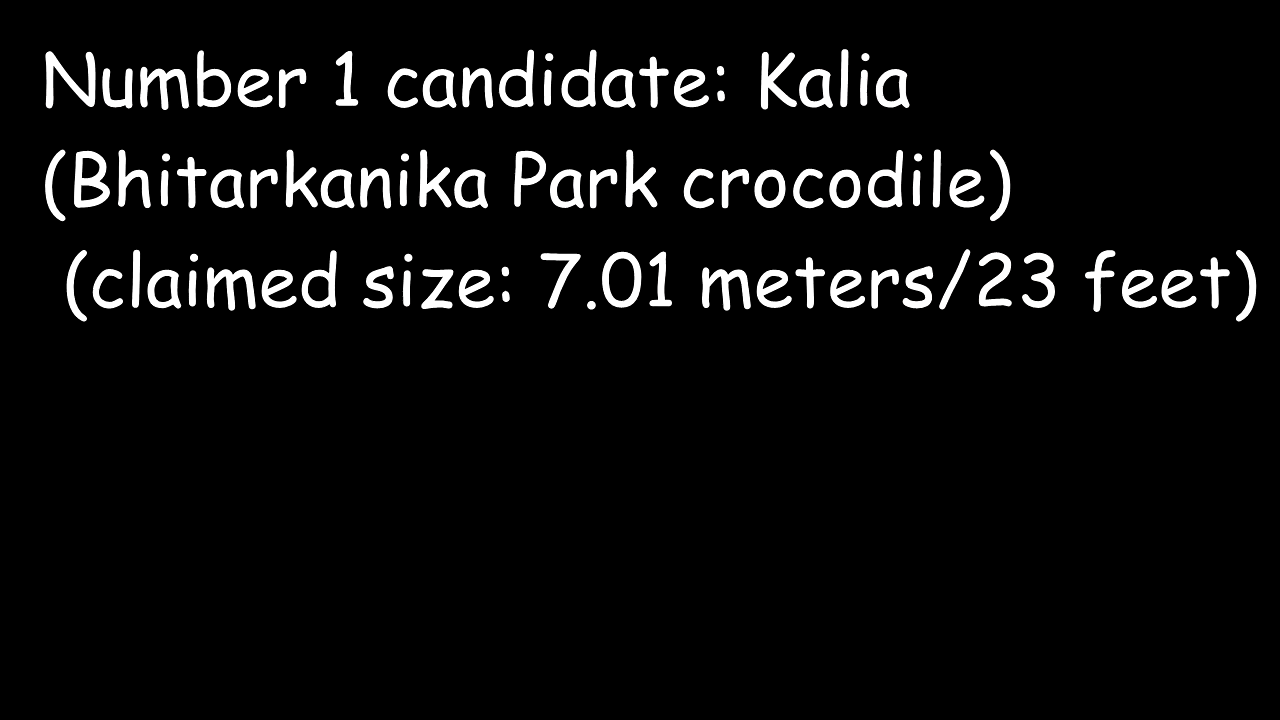 Number 1 candidate: Kalia
(Bhitarkanika Park crocodile)
(claimed size: 7.01 meters/23 feet)